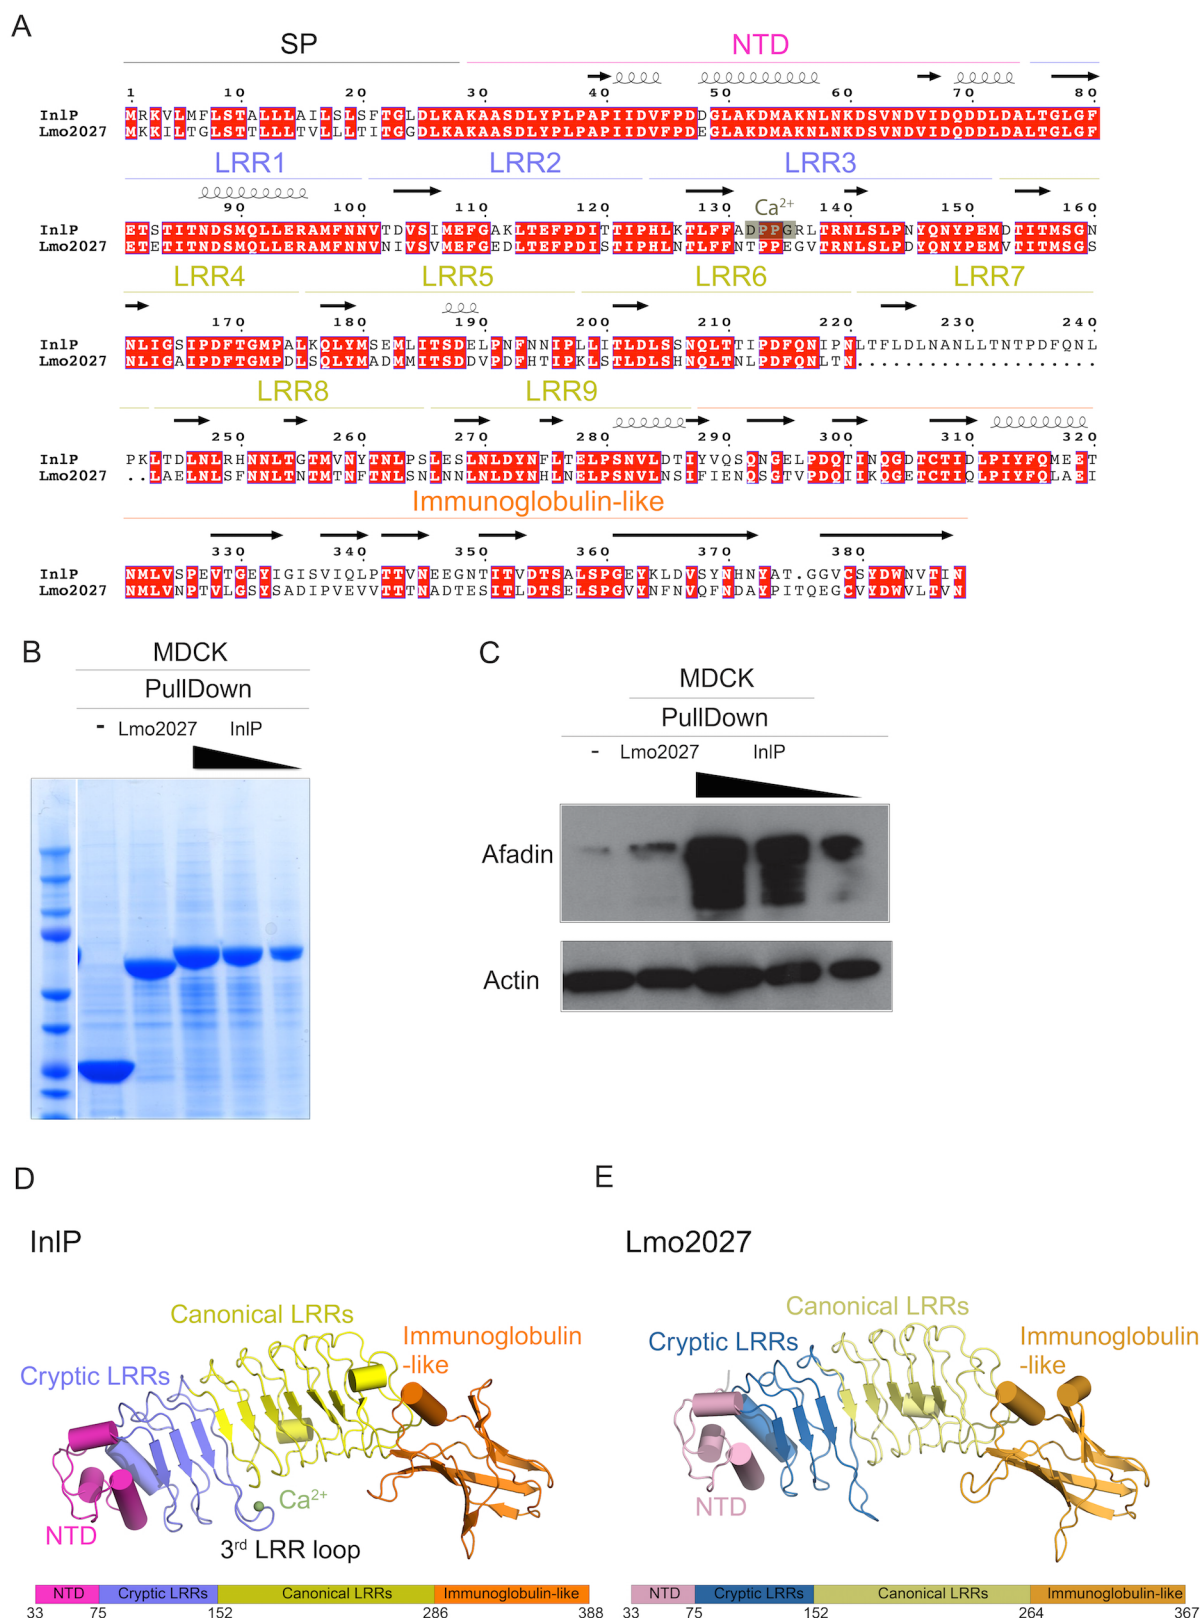 A
SP NTD
1 10 20 30 40 50 60 70 80
InlP MRKVLMFLSTALLLAILSLSFTGLDLKAKAASDLYPLPAPIIDVFPDDGLAKDMAKNLNKDSVNDVIDQDDLDALTGLGF
Lmo2027 MKKILTGLSTTLLLTVLLLTITGLDLKAKAASDLYPLPAPIIDVFPDEGLAKDMAKNLNKDSVNDVIDQDDLDALTGLGF
LRR1 LRR2 LRR3
90 100 110 120 130 Ca2+ 140 150 160
InlP ETSTITNDSMQLLERAMFNNVTDVSIMEFGAKLTEFPDITTIPHLKTLFFADPPGRLTRNLSLPNYQNYPEMDTITMSGN
Lmo2027 ETETITNDSMQLLERAMFNNVNIVSVMEFGEDLTEFPDISTIPHLNTLFFNTPPEGVTRNLSLPDYQNYPEMVTITMSGS
LRR4 LRR5 LRR6 LRR7
170 180 190 200 210 220 230 240
InlP NLIGSIPDFTGMPALKQLYMSEMLITSDELPNFNNIPLLITLDLSSNQLTTIPDFQNIPNLTFLDLNANLLTNTPDFQNL
Lmo2027 NLIGAIPDFTGMPDLSQLYMADMMITSDDVPDFHTIPKLSTLDLSHNQLTNLPDFQNLTN....................
LRR8 LRR9
250 260 270 280 290 300 310 320
InlP PKLTDLNLRHNNLTGTMVNYTNLPSLESLNLDYNFLTELPSNVLDTIYVQSQNGELPDQTINQGDTCTIDLPIYFQMEET
Lmo2027 ..LAELNLSFNNLTNTMTNFTNLSNLNNLNLDYNHLNELPSNVLNSIFIENQSGTVPDQIIKQGETCTIQLPIYFQLAEI
Immunoglobulin-like
330 340 350 360 370 380
InlP NMLVSPEVTGEYIGISVIQLPTTVNEEGNTITVDTSALSPGEYKLDVSYNHNYAT.GGVCSYDWNVTIN
Lmo2027 NMLVNPTVLGSYSADIPVEVVTTTNADTESITLDTSELSPGVYNFNVQFNDAYPITQEGCVYDWVLTVN
B
MDCK
PullDown
- Lmo2027 InlP
C
MDCK
PullDown
- Lmo2027 InlP
Afadin
Actin
D
InlP
Canonical LRRs
Immunoglobulin
-like
Cryptic LRRs
Ca2+
NTD
3rd LRR loop
NTD Cryptic LRRs Canonical LRRs Immunoglobulin-like
33 75 152 286 388
E
Lmo2027
Canonical LRRs
Immunoglobulin
-like
Cryptic LRRs
NTD
NTD Cryptic LRRs Canonical LRRs Immunoglobulin-like
33 75 152 264 367